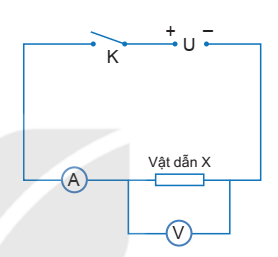 + −
K U
Vật dẫn X
A
V